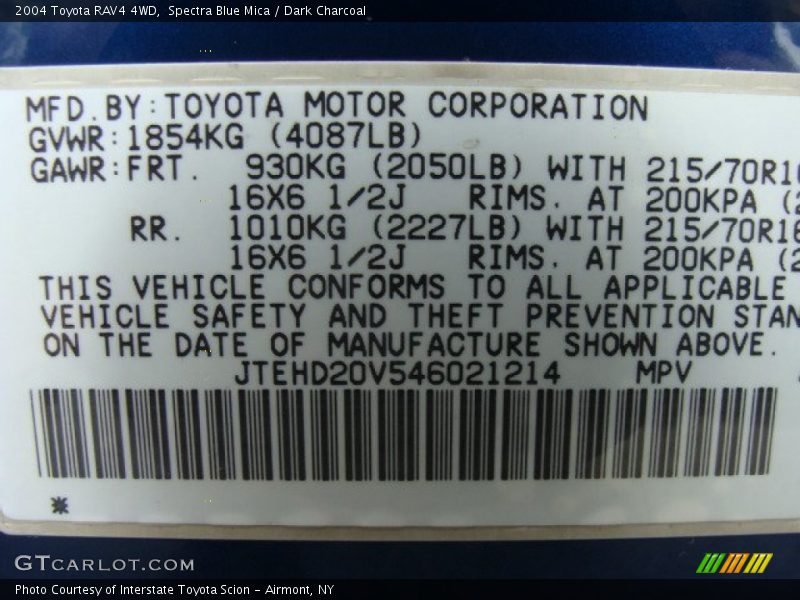 2004 Toyota RAV4 4WD,  Spectra Blue Mica / Dark Charcoal
MFD.BY:TOYOTA MOTOR CORPORATION
GVWR:1854KG (4087LB)
GAWR:FRT. 930KG (2050LB) WITH 215/70R16
16X6 1/2J RIMS. AT 200KPA (2
RR. 1010KG (2227LB) WITH 215/70R16
16X6 1/2J RIMS. AT 200KPA (2
THIS VEHICLE CONFORMS TO ALL APPLICABLE
VEHICLE SAFETY AND THEFT PREVENTION STAN
ON THE DATE OF MANUFACTURE SHOWN ABOVE.
JTEHD20V546021214 MPV
*
GTCARLOT.COM
Photo Courtesy of Interstate Toyota Scion - Airmont, NY